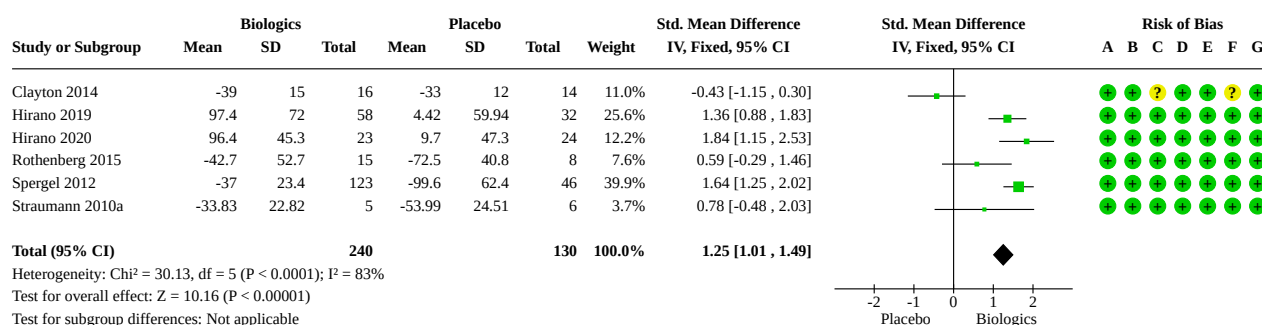 Biologics Placebo Std. Mean Difference Std. Mean Difference Risk of Bias
Study or Subgroup Mean SD Total Mean SD Total Weight IV, Fixed, 95% CI IV, Fixed, 95% CI A B C D E F G
Clayton 2014 -39 15 16 -33 12 14 11.0% -0.43 [-1.15 , 0.30] + + ? + + ? +
Hirano 2019 97.4 72 58 4.42 59.94 32 25.6% 1.36 [0.88 , 1.83] + + + + + + +
Hirano 2020 96.4 45.3 23 9.7 47.3 24 12.2% 1.84 [1.15 , 2.53] + + + + + + +
Rothenberg 2015 -42.7 52.7 15 -72.5 40.8 8 7.6% 0.59 [-0.29 , 1.46] + + + + + + +
Spergel 2012 -37 23.4 123 -99.6 62.4 46 39.9% 1.64 [1.25 , 2.02] + + + + + + +
Straumann 2010a -33.83 22.82 5 -53.99 24.51 6 3.7% 0.78 [-0.48 , 2.03] + + + + + + +
Total (95% CI) 240 130 100.0% 1.25 [1.01 , 1.49]
Heterogeneity: Chi² = 30.13, df = 5 (P < 0.0001); I² = 83%
Test for overall effect: Z = 10.16 (P < 0.00001)
-2 -1 0 1 2
Test for subgroup differences: Not applicable Placebo Biologics